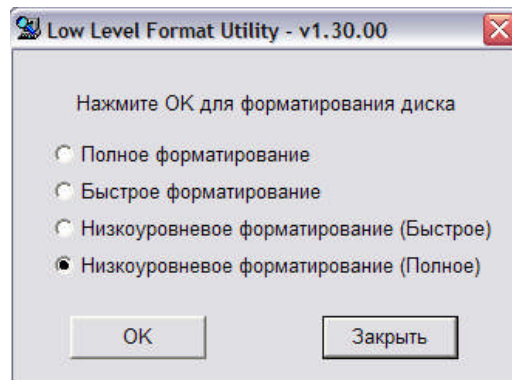 Low Level Format Utility - v1.30.00
Нажмите OK для форматирования диска
Полное форматирование
Быстрое форматирование
Низкоуровневое форматирование (Быстрое)
Низкоуровневое форматирование (Полное)
OK
Закрыть